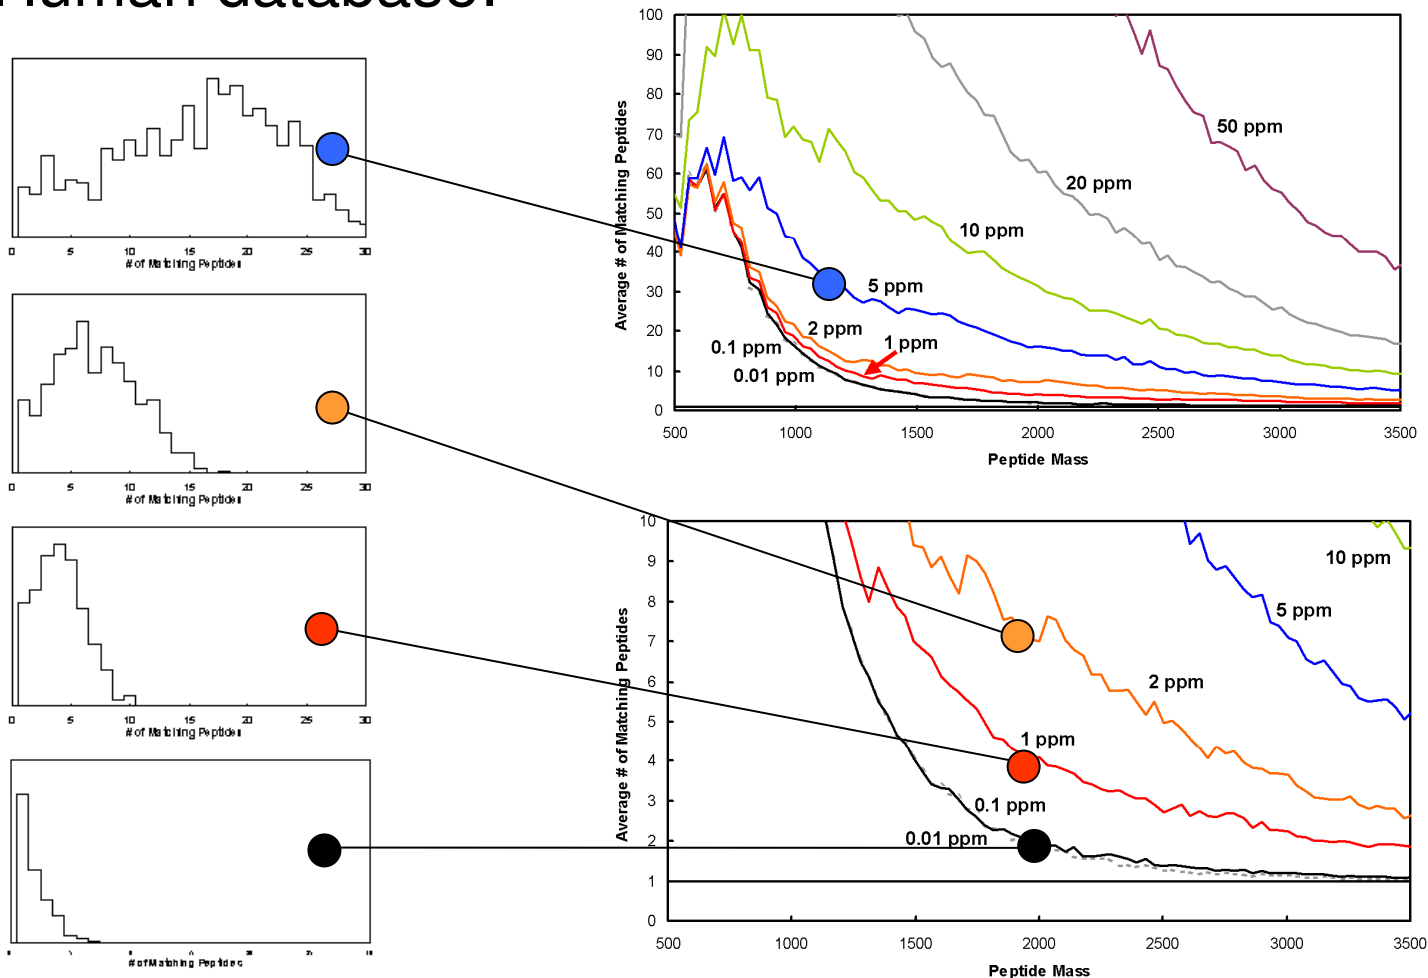 Human database.
0 5 10 15 20 25 30
# of Matching Peptides
0 5 10 15 20 25 30
# of Matching Peptides
0 5 10 15 20 25 30
# of Matching Peptides
# of Matching Peptides
Average # of Matching Peptides
100
90
80
70
60
50
40
30
20
10
0
50 ppm
20 ppm
10 ppm
5 ppm
2 ppm
1 ppm
0.1 ppm
0.01 ppm
500 1000 1500 2000 2500 3000 3500
Peptide Mass
Average # of Matching Peptides
10
9
8
7
6
5
4
3
2
1
0
10 ppm
5 ppm
2 ppm
1 ppm
0.1 ppm
0.01 ppm
500 1000 1500 2000 2500 3000 3500
Peptide Mass